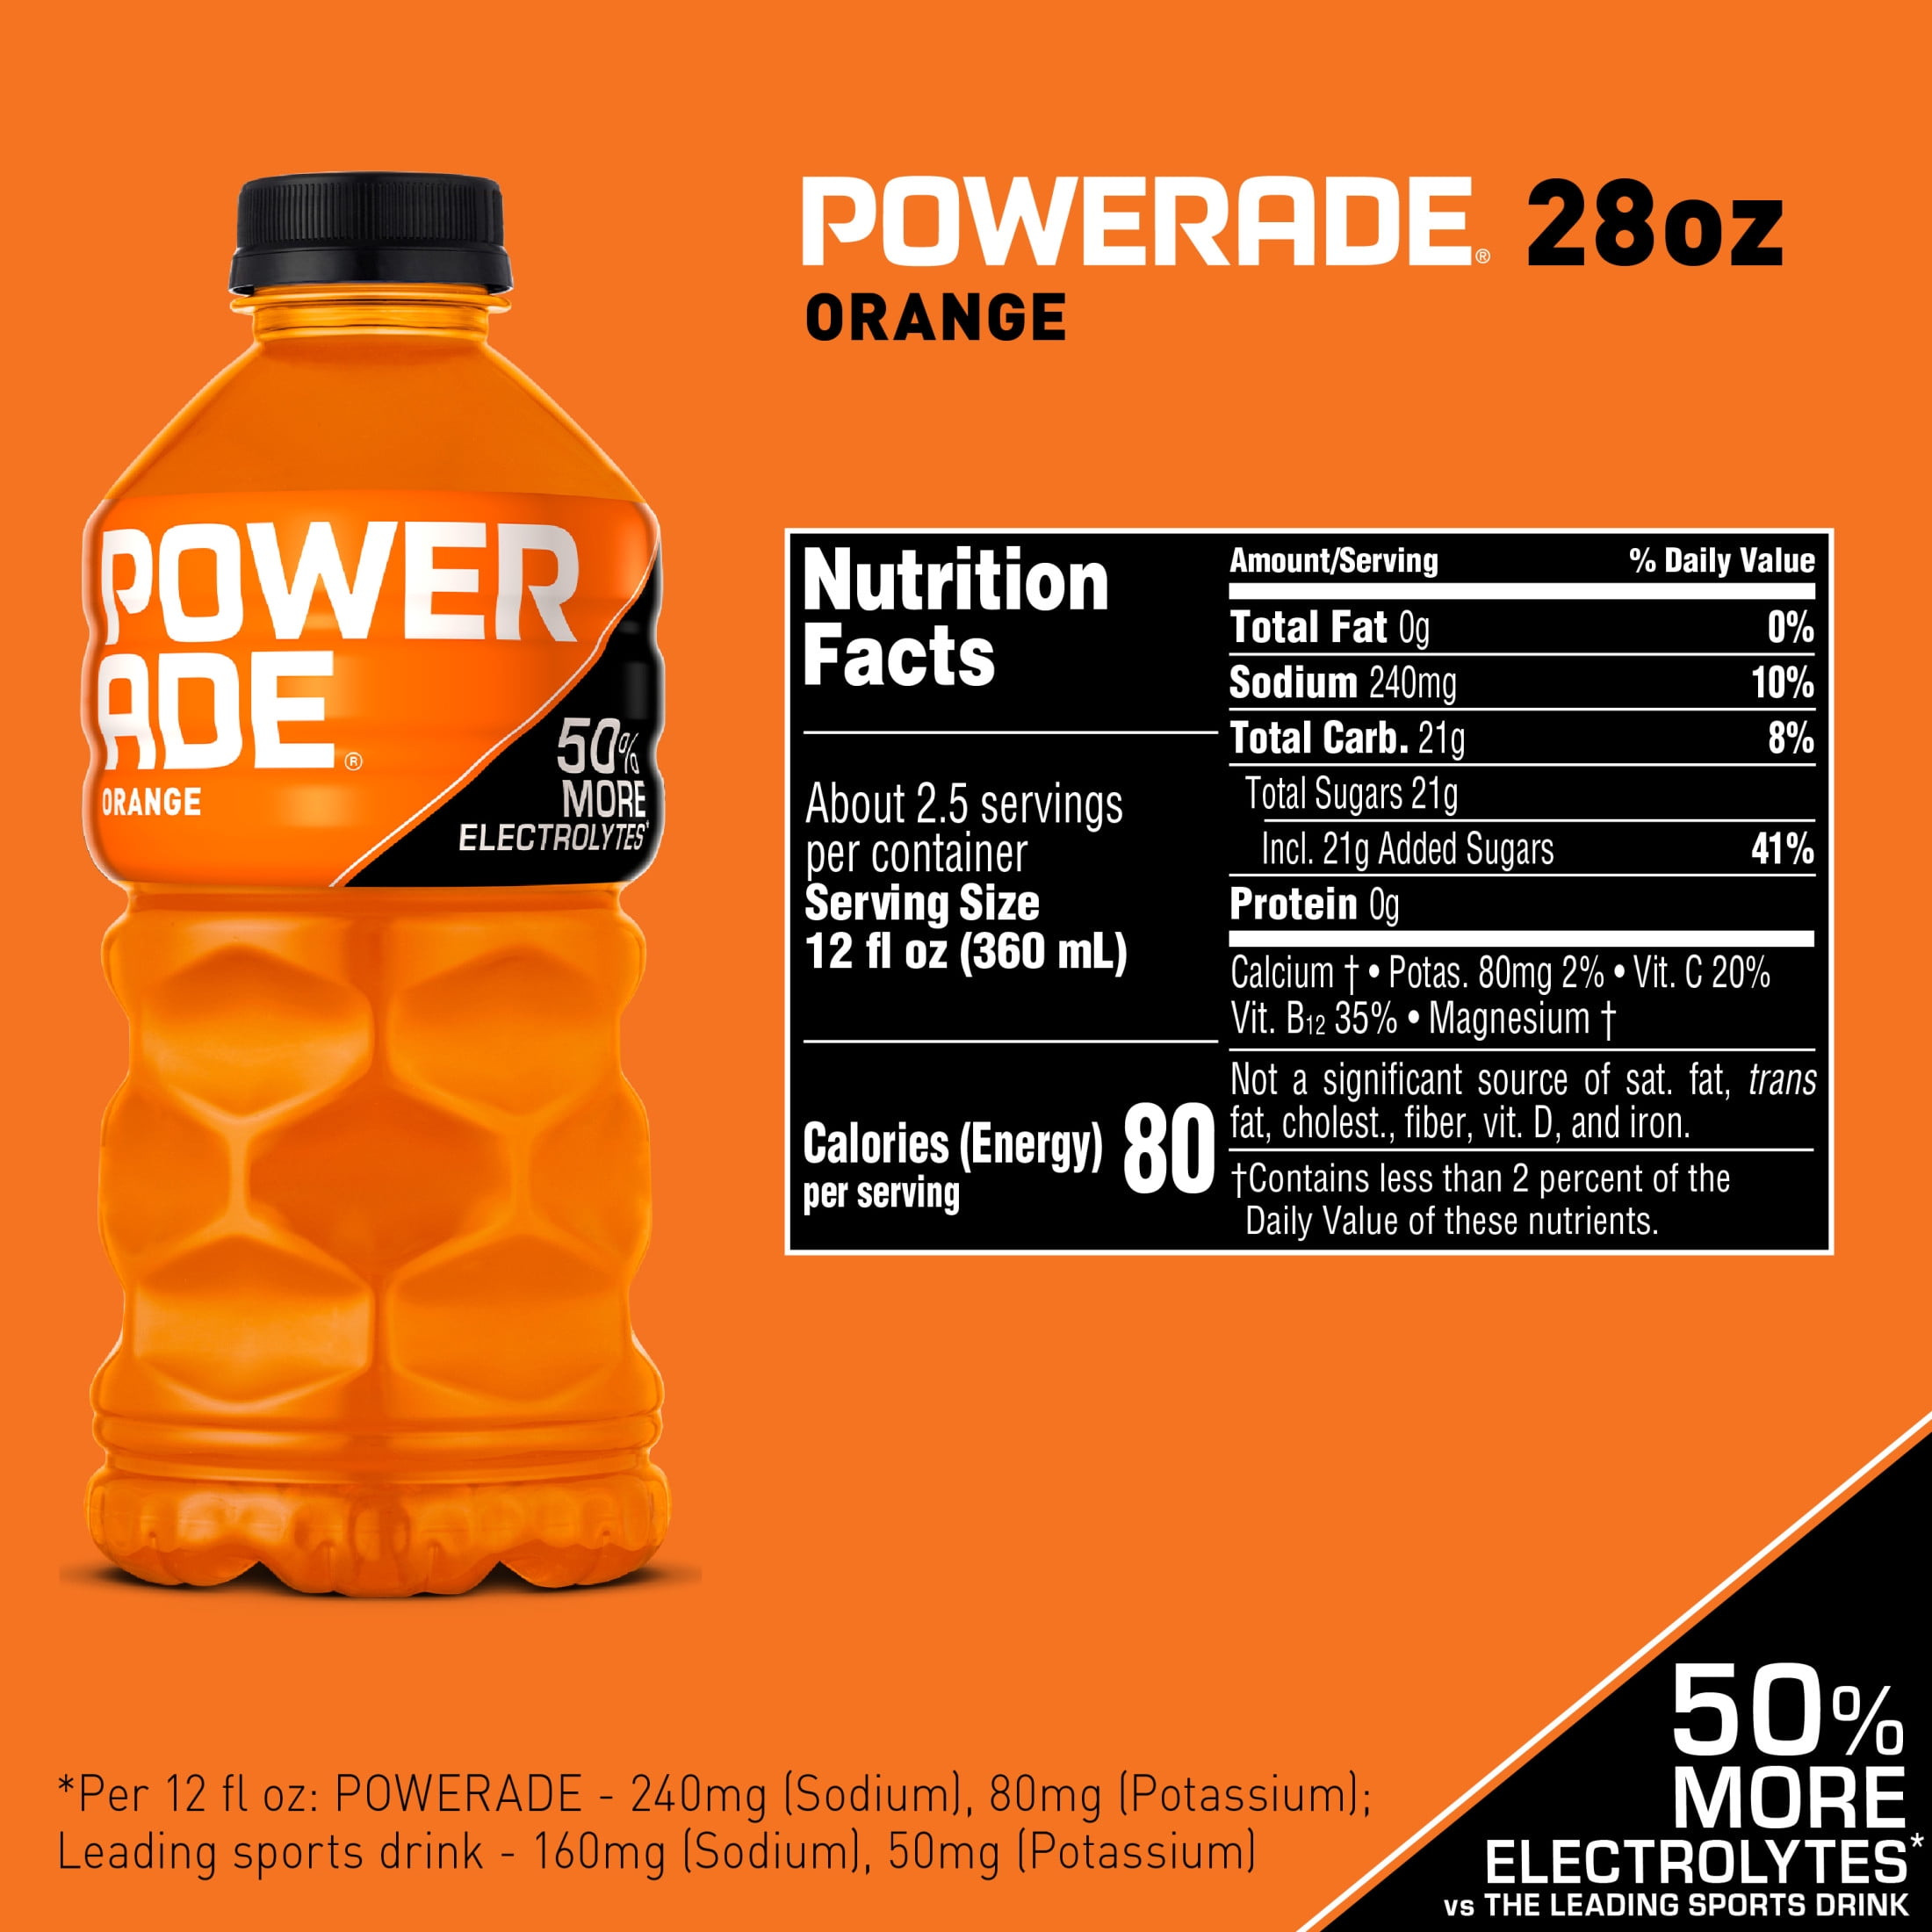 POWERADE® 28oz
ORANGE
POWER
ADE®
ORANGE
50%
MORE
ELECTROLYTES*
Nutrition
Facts
About 2.5 servings
per container
Serving Size
12 fl oz (360 mL)
Calories (Energy) 80
per serving
Amount/Serving % Daily Value
Total Fat 0g 0%
Sodium 240mg 10%
Total Carb. 21g 8%
Total Sugars 21g
Incl. 21g Added Sugars 41%
Protein 0g
Calcium † • Potas. 80mg 2% • Vit. C 20%
Vit. B12 35% • Magnesium †
Not a significant source of sat. fat, trans
fat, cholest., fiber, vit. D, and iron.
†Contains less than 2 percent of the
Daily Value of these nutrients.
*Per 12 fl oz: POWERADE - 240mg (Sodium), 80mg (Potassium);
Leading sports drink - 160mg (Sodium), 50mg (Potassium)
50%
MORE
ELECTROLYTES*
vs THE LEADING SPORTS DRINK